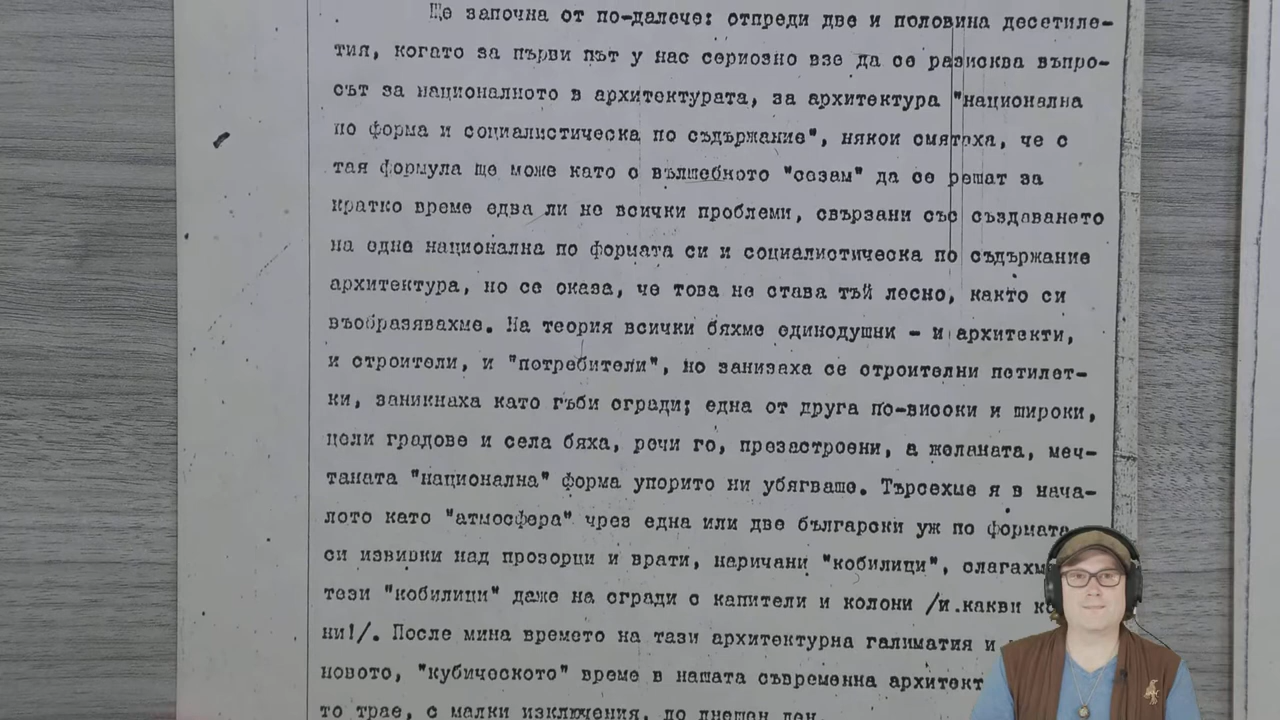 Ще започна от по-далече: отпреди две и половина десетиле-
тия, когато за първи път у нас сериозно взе да се разисква въпро-
сът за националното в архитектурата, за архитектура "национална
по форма и социалистическа по съдържание", някои смятаха, че с
тая формула ще може като с вълшебното "сезам" да се решат за
кратко време едва ли не всички проблеми, свързани със създаването
на една национална по формата си и социалистическа по съдържание
архитектура, но се оказа, че това не става тъй лесно, както си
въобразявахме. На теория всички бяхме единодушни - и архитекти,
и строители, и "потребители", но занизаха се строителни петилет-
ки, заникнаха като гъби сгради; една от друга по-високи и широки,
цели градове и села бяха, речи го, презастроени, а желаната, меч-
таната "национална" форма упорито ни убягваше. Търсехме я в нача-
лото като "атмосфера" чрез една или две български уж по формата
си извивки над прозорци и врати, наричани "кобилици", слагахм
тези "кобилици" даже на сгради с капители и колони /и.какви
ни!/. После мина времето на тази архитектурна галиматия и
новото, "кубическото" време в нашата съвременна архитект
то трае, с малки изключения, до днешен ден.